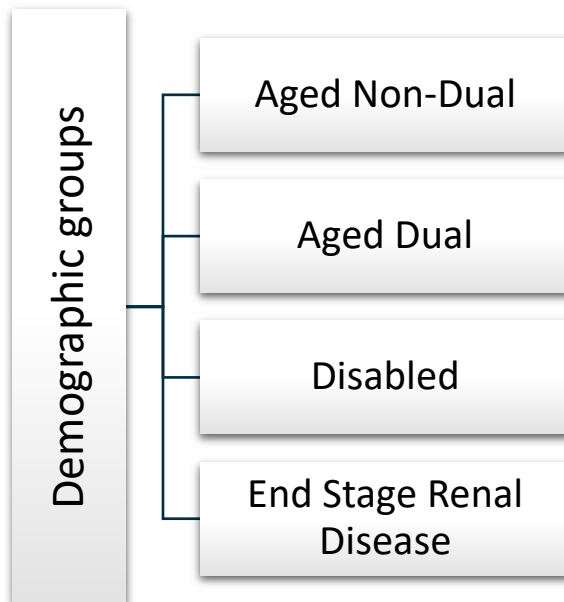 Demographic groups
Aged Non-Dual
Aged Dual
Disabled
End Stage Renal
Disease